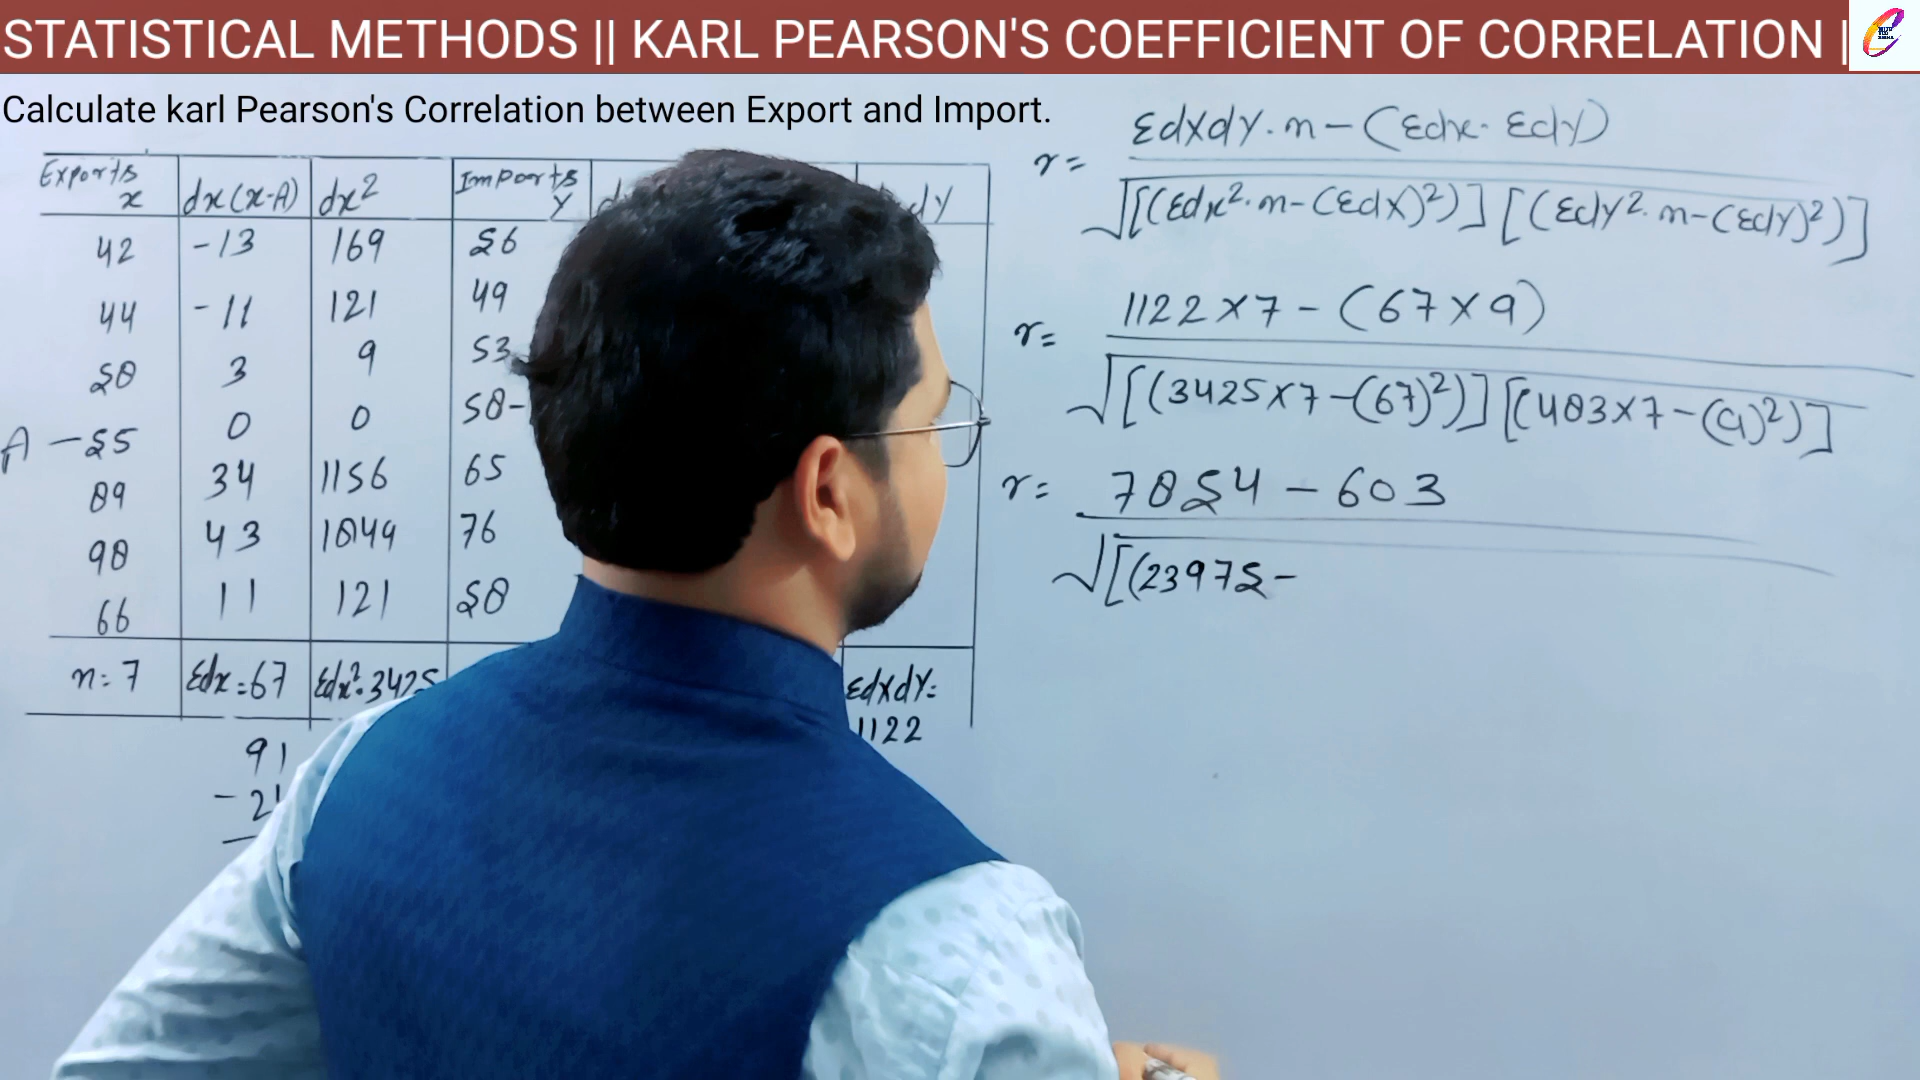 STATISTICAL METHODS || KARL PEARSON'S COEFFICIENT OF CORRELATION |
Calculate karl Pearson's Correlation between Export and Import.
Exports x | dx(x-A) | dx² | Imports Y | dY
42 | -13 | 169 | 56
44 | -11 | 121 | 49
58 | 3 | 9 | 53
A - 55 | 0 | 0 | 58-
89 | 34 | 1156 | 65
98 | 43 | 1849 | 76
66 | 11 | 121 | 58
n=7 | Σdx=67 | Σdx²=3425 | ΣdxdY=
1122
91
-21
r= Σdxdy.n-(Σdx.Σdy)
√[(Σdx².n-(Σdx)²)][(Σdy².n-(Σdy)²)]
r= 1122×7-(67×9)
√[(3425×7-(67)²)][(483×7-(9)²)]
r= 7854-603
√[(23975-